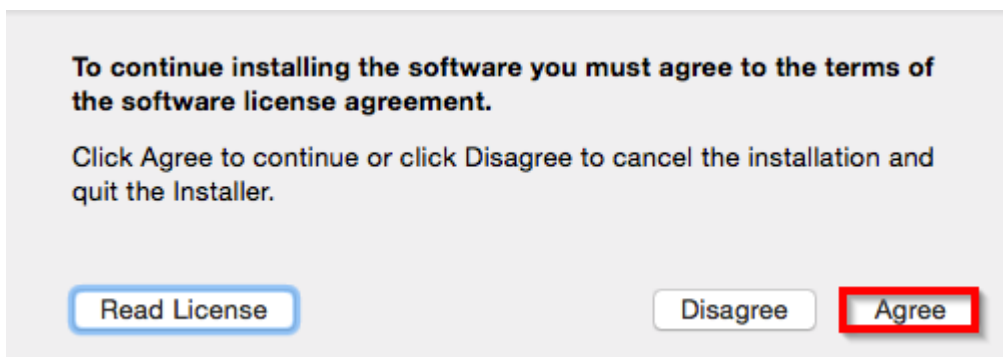 To continue installing the software you must agree to the terms of
the software license agreement.
Click Agree to continue or click Disagree to cancel the installation and
quit the Installer.
Read License Disagree Agree